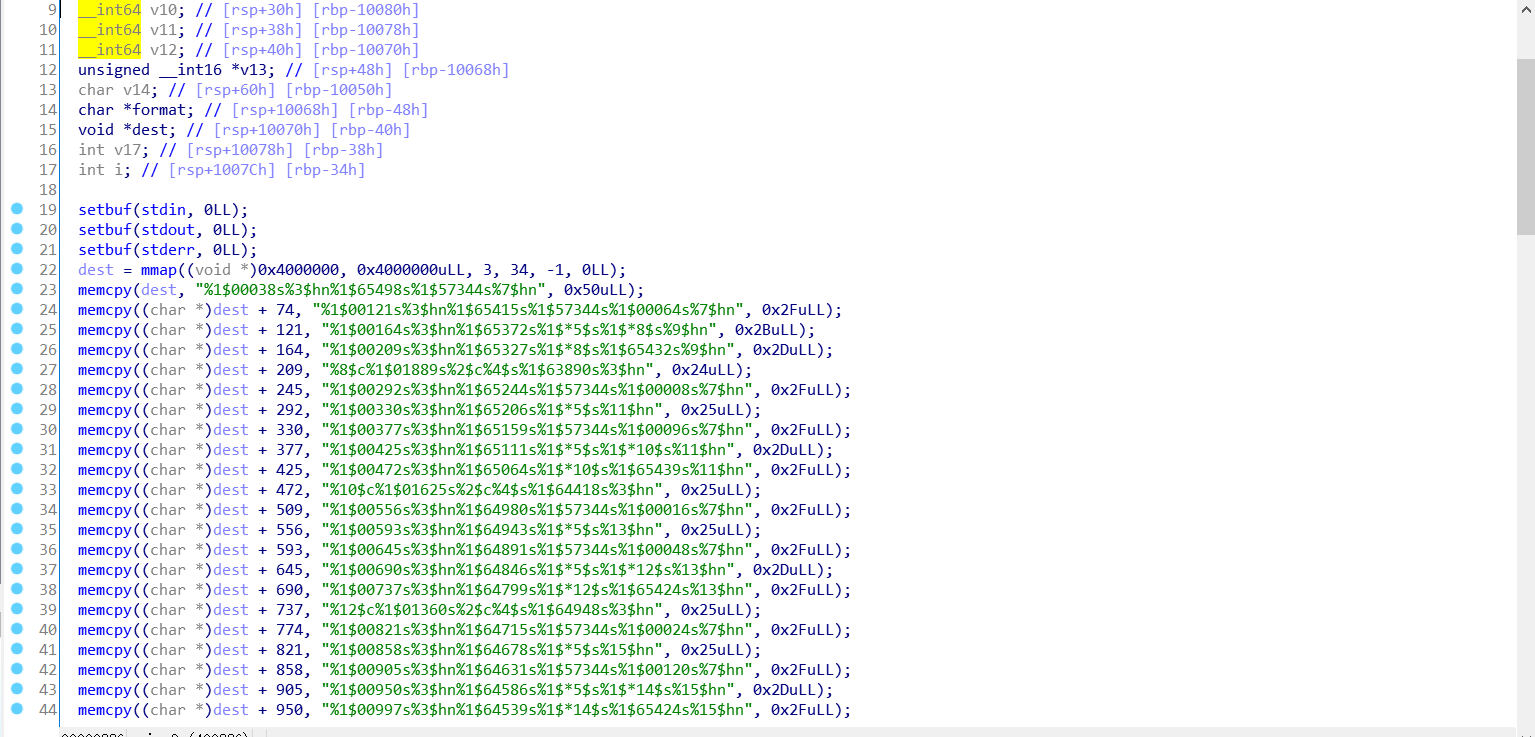 9 __int64 v10; // [rsp+30h] [rbp-10080h]
10 __int64 v11; // [rsp+38h] [rbp-10078h]
11 __int64 v12; // [rsp+40h] [rbp-10070h]
12 unsigned __int16 *v13; // [rsp+48h] [rbp-10068h]
13 char v14; // [rsp+60h] [rbp-10050h]
14 char *format; // [rsp+10068h] [rbp-48h]
15 void *dest; // [rsp+10070h] [rbp-40h]
16 int v17; // [rsp+10078h] [rbp-38h]
17 int i; // [rsp+1007Ch] [rbp-34h]
18
19 setbuf(stdin, 0LL);
20 setbuf(stdout, 0LL);
21 setbuf(stderr, 0LL);
22 dest = mmap((void *)0x4000000, 0x4000000uLL, 3, 34, -1, 0LL);
23 memcpy(dest, "%1$00038s%3$hn%1$65498s%1$57344s%7$hn", 0x50uLL);
24 memcpy((char *)dest + 74, "%1$00121s%3$hn%1$65415s%1$57344s%1$00064s%7$hn", 0x2FuLL);
25 memcpy((char *)dest + 121, "%1$00164s%3$hn%1$65372s%1$*5$s%1$*8$s%9$hn", 0x2BuLL);
26 memcpy((char *)dest + 164, "%1$00209s%3$hn%1$65327s%1$*8$s%1$65432s%9$hn", 0x2DuLL);
27 memcpy((char *)dest + 209, "%8$c%1$01889s%2$c%4$s%1$63890s%3$hn", 0x24uLL);
28 memcpy((char *)dest + 245, "%1$00292s%3$hn%1$65244s%1$57344s%1$00008s%7$hn", 0x2FuLL);
29 memcpy((char *)dest + 292, "%1$00330s%3$hn%1$65206s%1$*5$s%11$hn", 0x25uLL);
30 memcpy((char *)dest + 330, "%1$00377s%3$hn%1$65159s%1$57344s%1$00096s%7$hn", 0x2FuLL);
31 memcpy((char *)dest + 377, "%1$00425s%3$hn%1$65111s%1$*5$s%1$*10$s%11$hn", 0x2DuLL);
32 memcpy((char *)dest + 425, "%1$00472s%3$hn%1$65064s%1$*10$s%1$65439s%11$hn", 0x2FuLL);
33 memcpy((char *)dest + 472, "%10$c%1$01625s%2$c%4$s%1$64418s%3$hn", 0x25uLL);
34 memcpy((char *)dest + 509, "%1$00556s%3$hn%1$64980s%1$57344s%1$00016s%7$hn", 0x2FuLL);
35 memcpy((char *)dest + 556, "%1$00593s%3$hn%1$64943s%1$*5$s%13$hn", 0x25uLL);
36 memcpy((char *)dest + 593, "%1$00645s%3$hn%1$64891s%1$57344s%1$00048s%7$hn", 0x2FuLL);
37 memcpy((char *)dest + 645, "%1$00690s%3$hn%1$64846s%1$*5$s%1$*12$s%13$hn", 0x2DuLL);
38 memcpy((char *)dest + 690, "%1$00737s%3$hn%1$64799s%1$*12$s%1$65424s%13$hn", 0x2FuLL);
39 memcpy((char *)dest + 737, "%12$c%1$01360s%2$c%4$s%1$64948s%3$hn", 0x25uLL);
40 memcpy((char *)dest + 774, "%1$00821s%3$hn%1$64715s%1$57344s%1$00024s%7$hn", 0x2FuLL);
41 memcpy((char *)dest + 821, "%1$00858s%3$hn%1$64678s%1$*5$s%15$hn", 0x25uLL);
42 memcpy((char *)dest + 858, "%1$00905s%3$hn%1$64631s%1$57344s%1$00120s%7$hn", 0x2FuLL);
43 memcpy((char *)dest + 905, "%1$00950s%3$hn%1$64586s%1$*5$s%1$*14$s%15$hn", 0x2DuLL);
44 memcpy((char *)dest + 950, "%1$00997s%3$hn%1$64539s%1$*14$s%1$65424s%15$hn", 0x2FuLL);